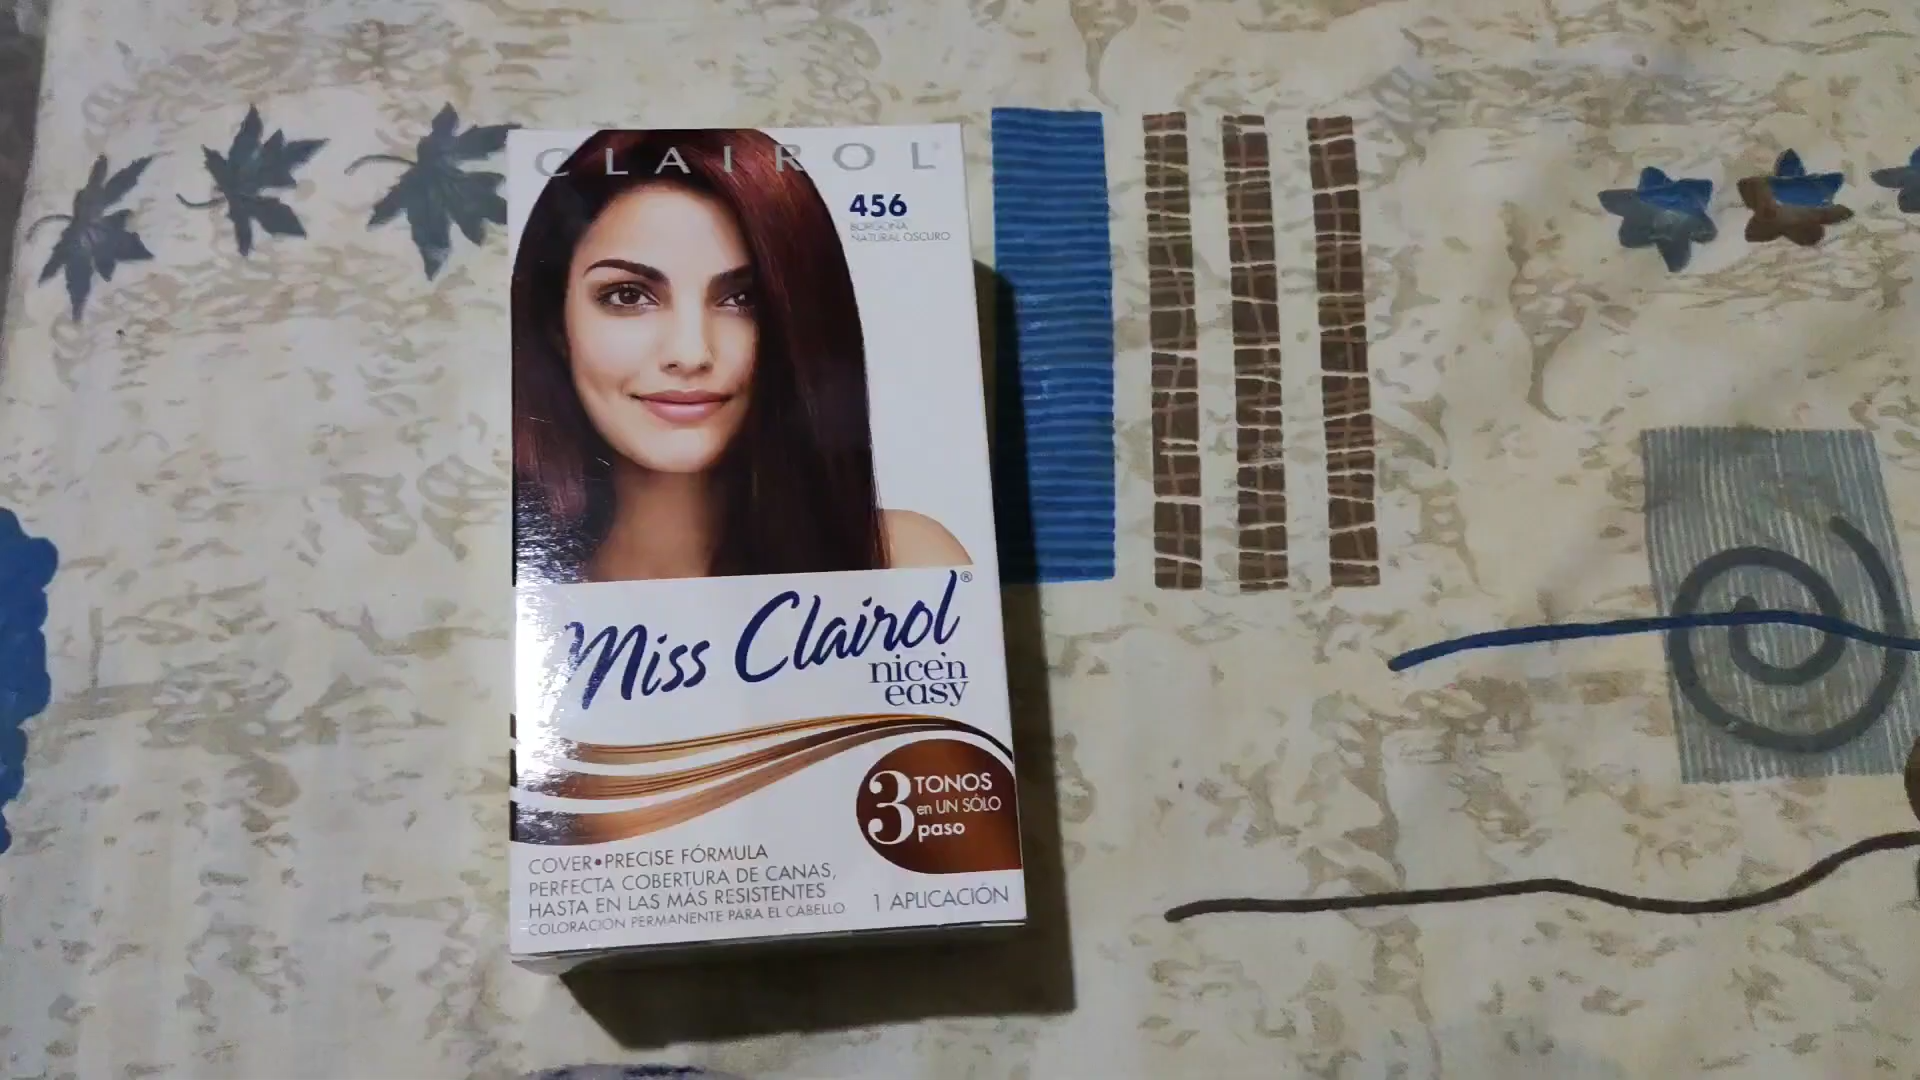 CLAIROL®
456
BORGOÑA
NATURAL OSCURO
Miss Clairol®
nice'n
easy
3 TONOS
en UN SÓLO
paso
COVER•PRECISE FÓRMULA
PERFECTA COBERTURA DE CANAS,
HASTA EN LAS MÁS RESISTENTES
COLORACIÓN PERMANENTE PARA EL CABELLO
1 APLICACIÓN